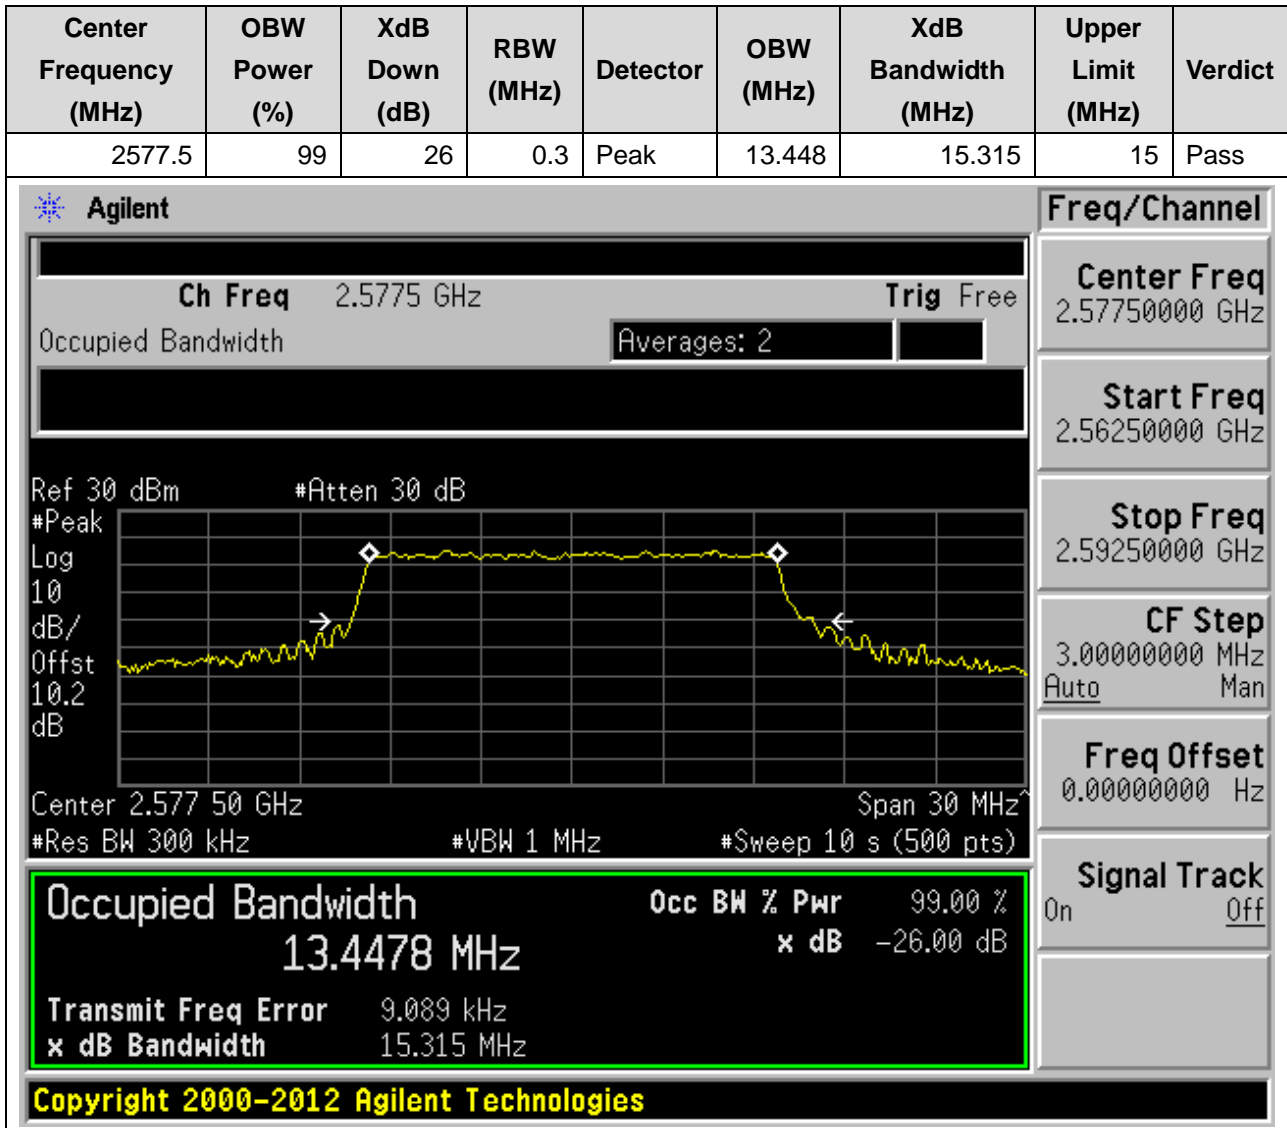 Center Frequency (MHz) OBW Power (%) XdB Down (dB) RBW (MHz) Detector OBW (MHz) XdB Bandwidth (MHz) Upper Limit (MHz) Verdict
2577.5 99 26 0.3 Peak 13.448 15.315 15 Pass
Agilent
Freq/Channel
Ch Freq 2.5775 GHz Trig Free
Occupied Bandwidth Averages: 2
Center Freq
2.57750000 GHz
Start Freq
2.56250000 GHz
Stop Freq
2.59250000 GHz
CF Step
3.00000000 MHz
Auto Man
Freq Offset
0.00000000 Hz
Signal Track
On Off
Ref 30 dBm #Atten 30 dB
#Peak
Log
10
dB/
Offst
10.2
dB
Center 2.577 50 GHz Span 30 MHz^
#Res BW 300 kHz #VBW 1 MHz #Sweep 10 s (500 pts)
Occupied Bandwidth Occ BW % Pwr 99.00 %
13.4478 MHz x dB -26.00 dB
Transmit Freq Error 9.089 kHz
x dB Bandwidth 15.315 MHz
Copyright 2000-2012 Agilent Technologies